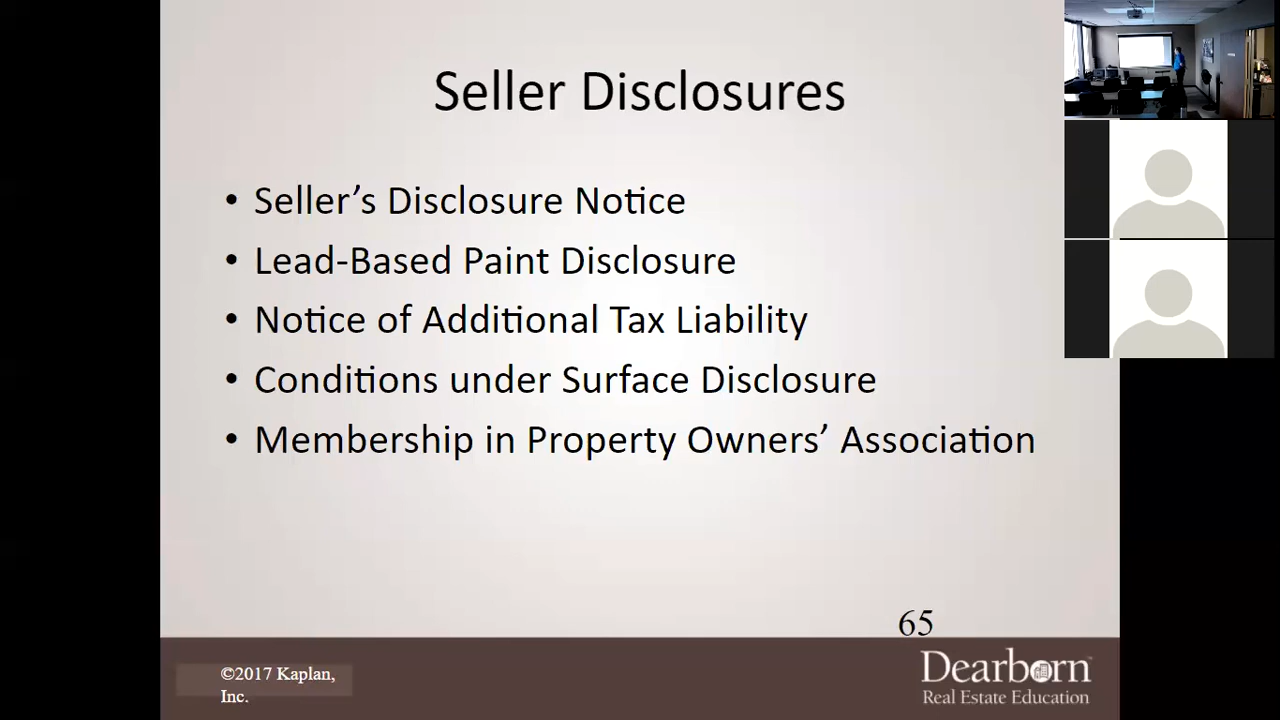 Seller Disclosures
• Seller’s Disclosure Notice
• Lead-Based Paint Disclosure
• Notice of Additional Tax Liability
• Conditions under Surface Disclosure
• Membership in Property Owners’ Association
65
©2017 Kaplan,
Inc.
Dearborn
Real Estate Education